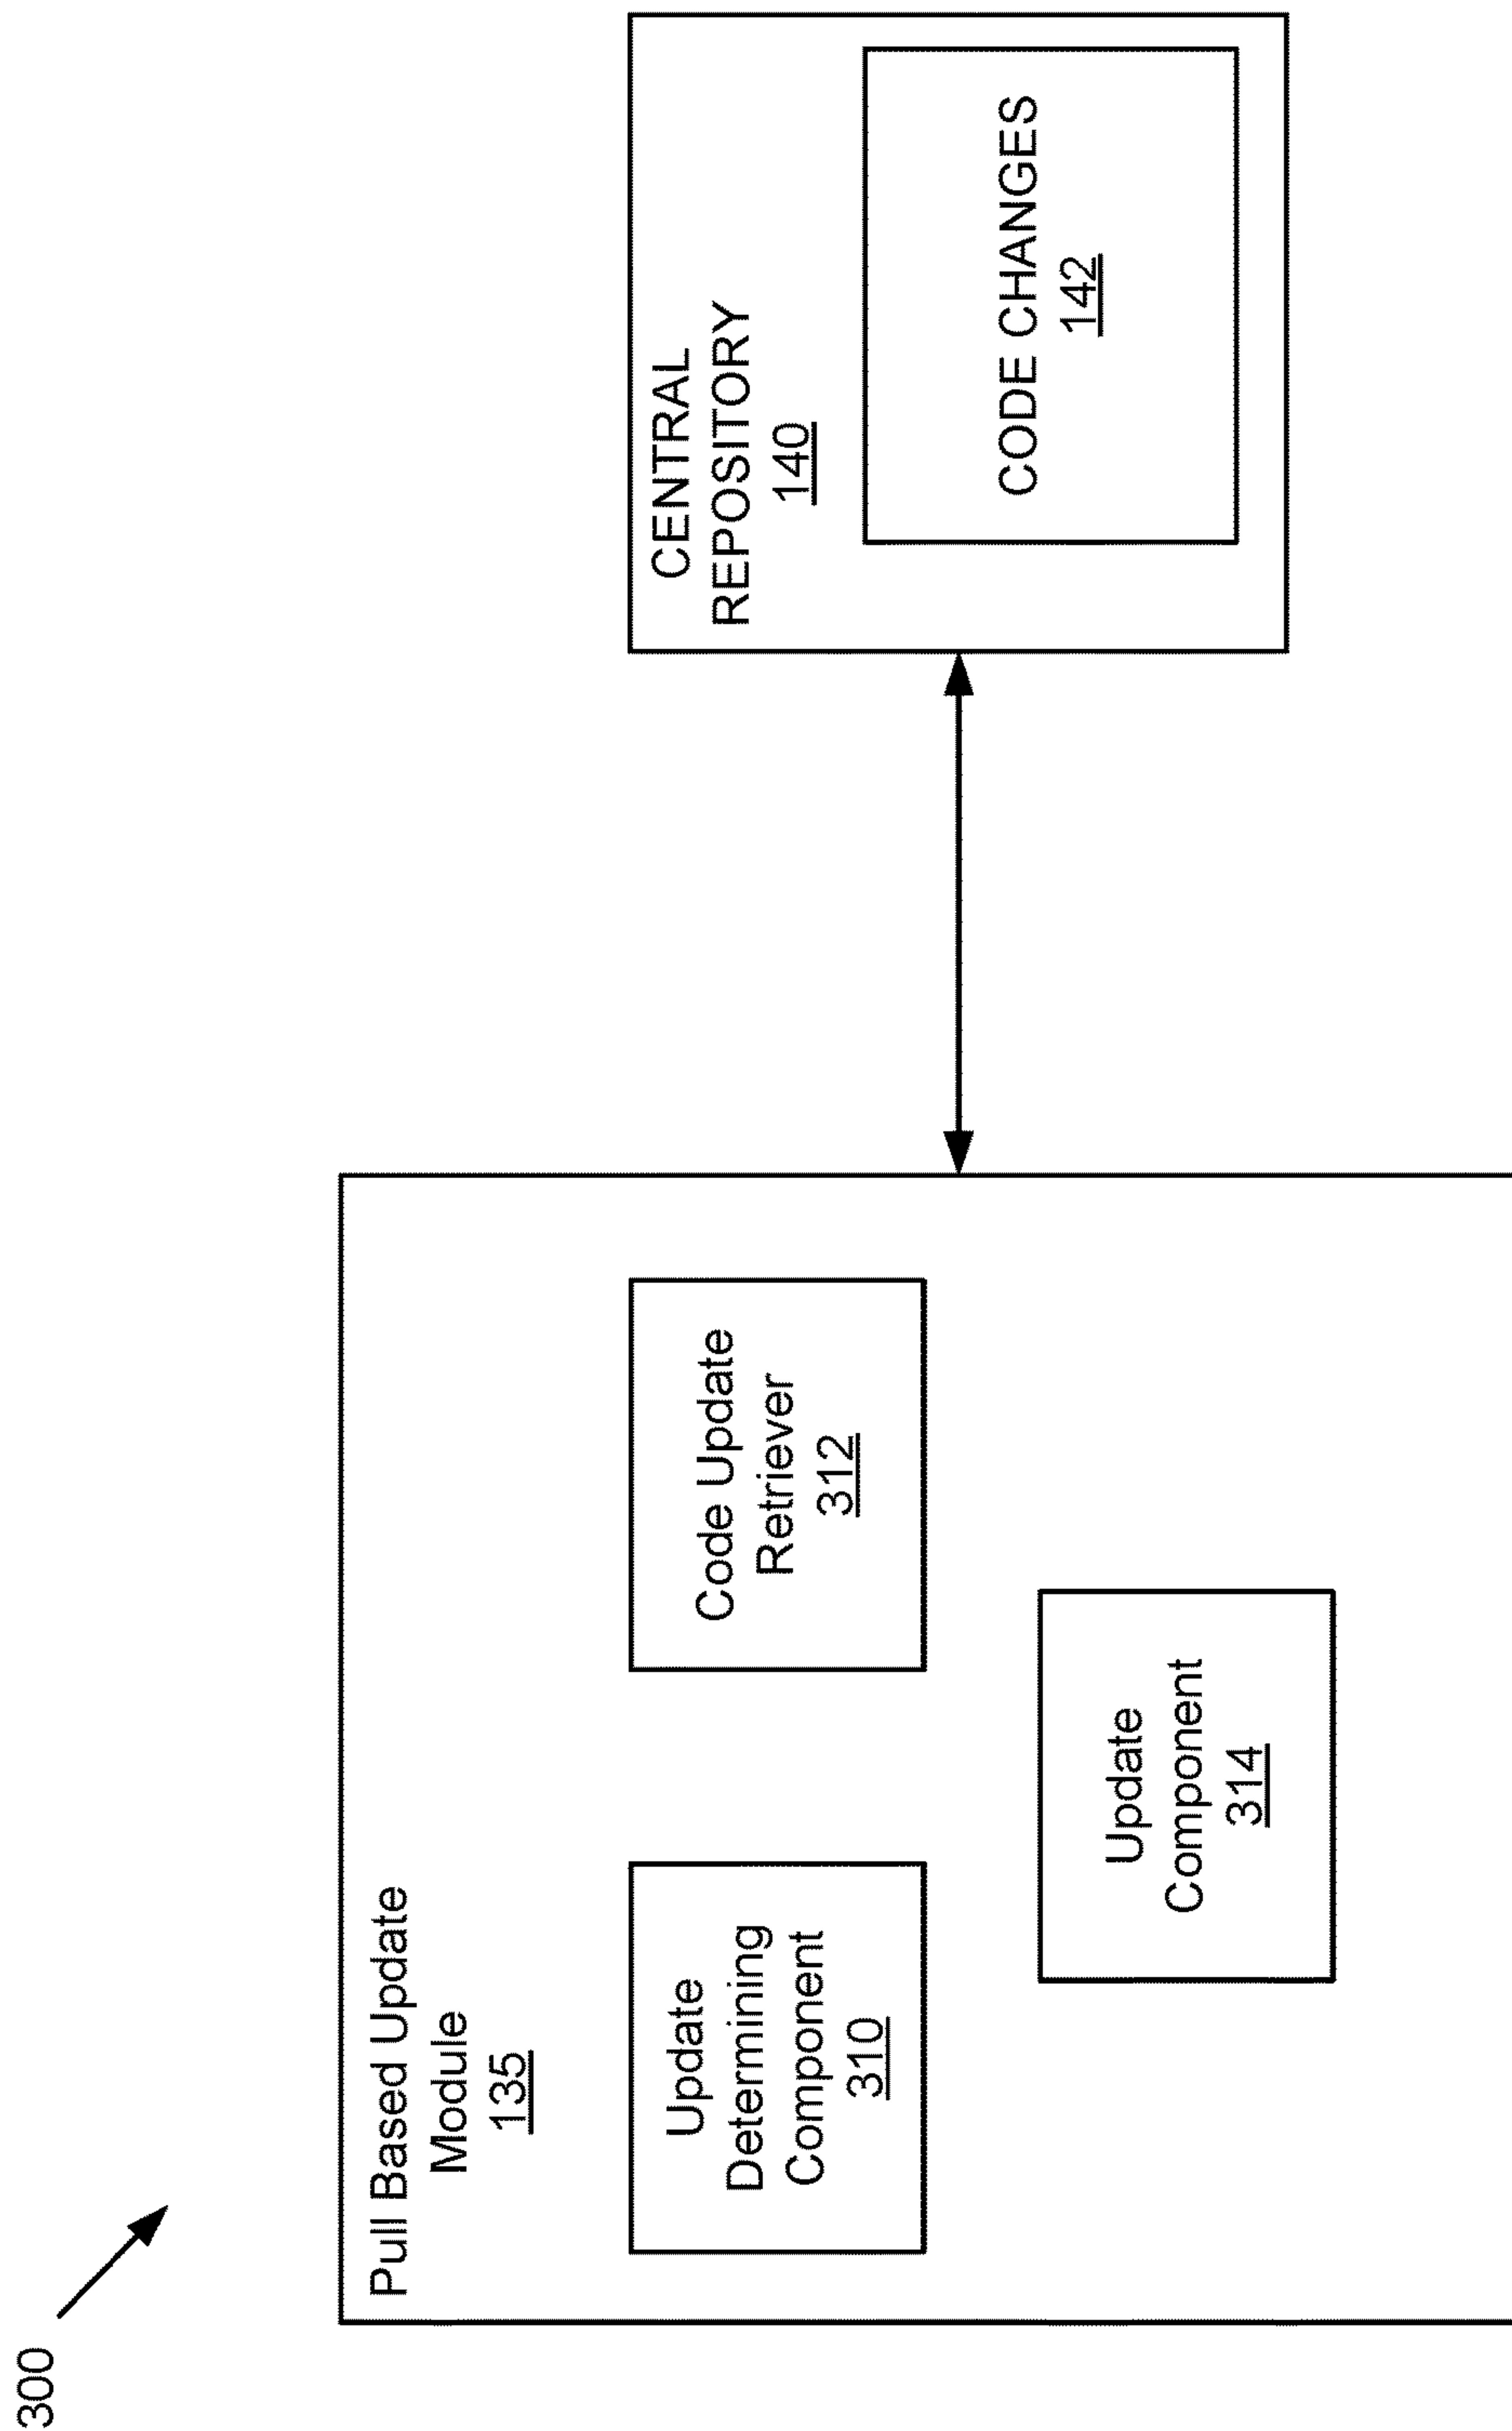 300
Pull Based Update
Module
135
Update
Determining
Component
310
Code Update
Retriever
312
Update
Component
314
CENTRAL
REPOSITORY
140
CODE CHANGES
142